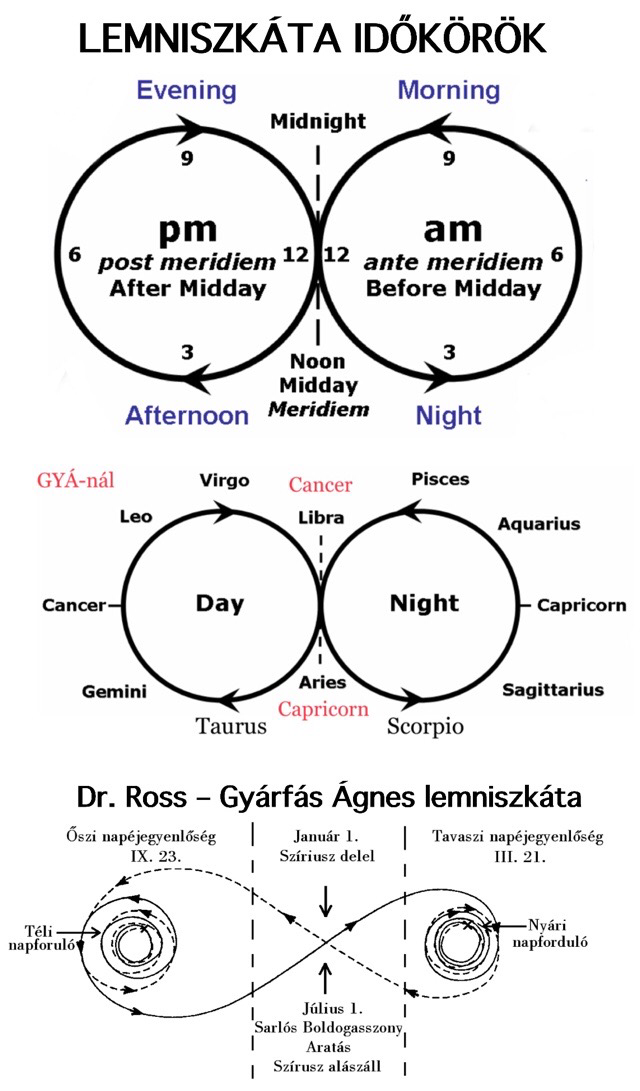 LEMNISZKÁTA IDŐKÖRÖK
Evening
Morning
Midnight
9
9
pm
am
6 post meridiem 12 12 ante meridiem 6
After Midday
Before Midday
3
3
Noon
Midday
Meridiem
Afternoon
Night
GYÁ-nál
Virgo
Cancer
Pisces
Leo
Libra
Aquarius
Cancer
Day
Night
Capricorn
Gemini
Aries
Sagittarius
Taurus
Capricorn
Scorpio
Dr. Ross – Gyárfás Ágnes lemniszkáta
Őszi napéjegyenlőség
IX. 23.
Január 1.
Szíriusz delel
Tavaszi napéjegyenlőség
III. 21.
Téli
napforuló
Nyári
napforduló
Július 1.
Sarlós Boldogasszony
Aratás
Szírusz alászáll